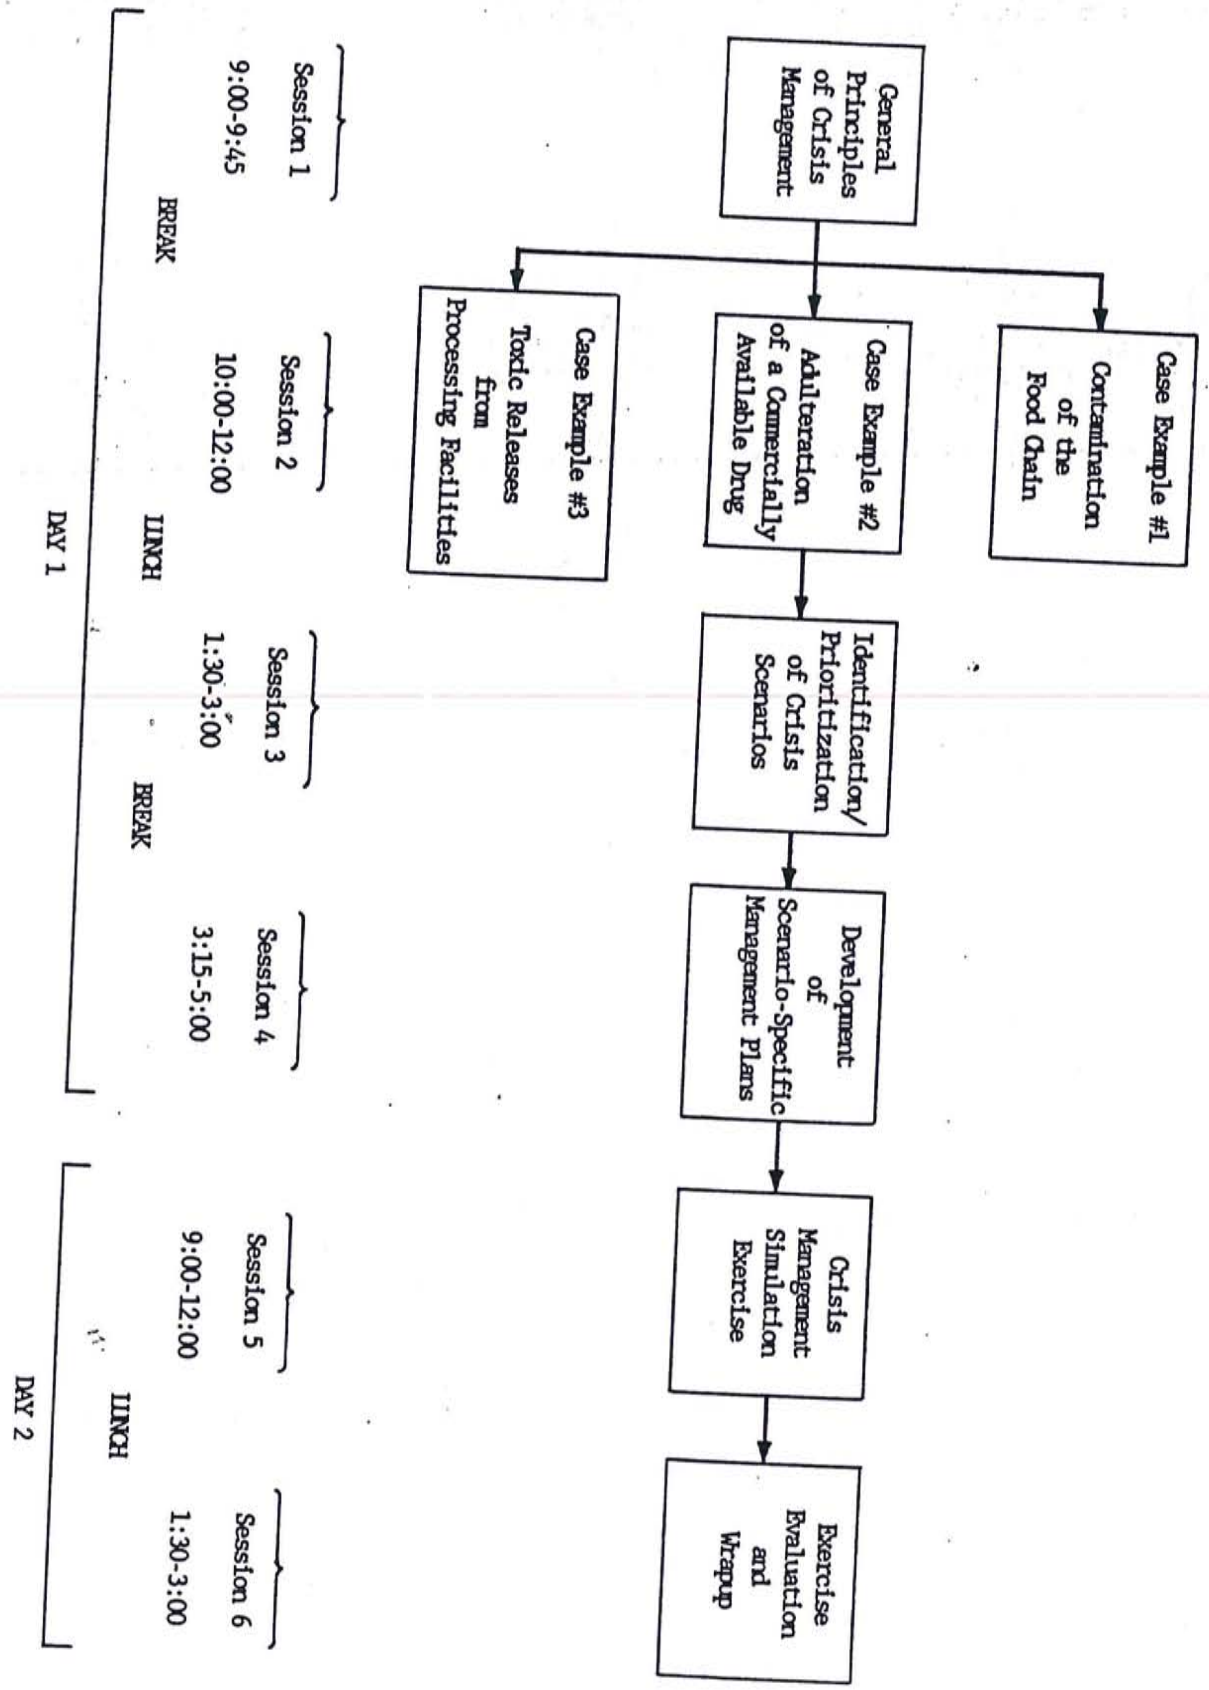 General
Principles
of Crisis
Management
Case Example #1
Contamination
of the
Food Chain
Case Example #2
Adulteration
of a Commercially
Available Drug
Case Example #3
Toxic Releases
from
Processing Facilities
Identification/
Prioritization
of Crisis
Scenarios
Development
of
Scenario-Specific
Management Plans
Crisis
Management
Simulation
Exercise
Exercise
Evaluation
and
Wrapup
Session 1
9:00-9:45
BREAK
Session 2
10:00-12:00
LUNCH
Session 3
1:30-3:00
BREAK
Session 4
3:15-5:00
DAY 1
Session 5
9:00-12:00
LUNCH
Session 6
1:30-3:00
DAY 2